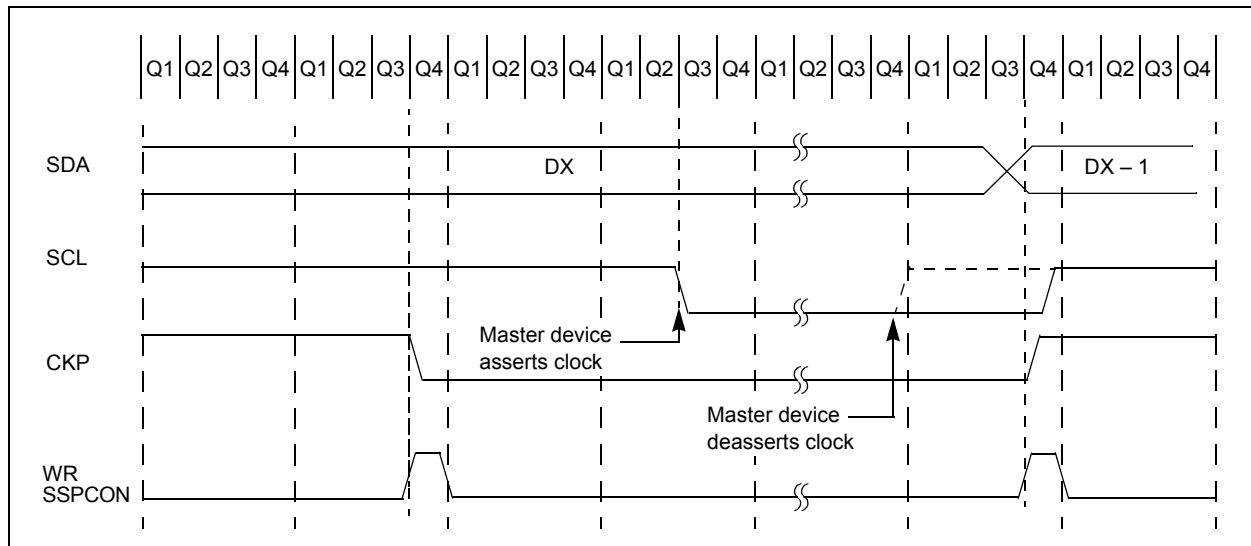 Q1 Q2 Q3 Q4 Q1 Q2 Q3 Q4 Q1 Q2 Q3 Q4 Q1 Q2 Q3 Q4 Q1 Q2 Q3 Q4 Q1 Q2 Q3 Q4 Q1 Q2 Q3 Q4
SDA
DX
DX – 1
SCL
Master device
asserts clock
CKP
Master device
deasserts clock
WR
SSPCON